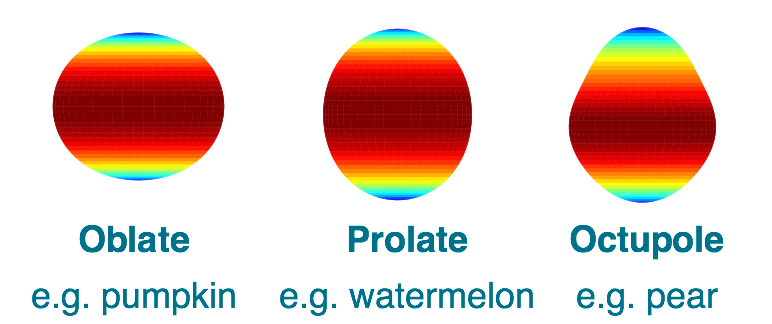 Oblate
Prolate
Octupole
e.g. pumpkin
e.g. watermelon
e.g. pear